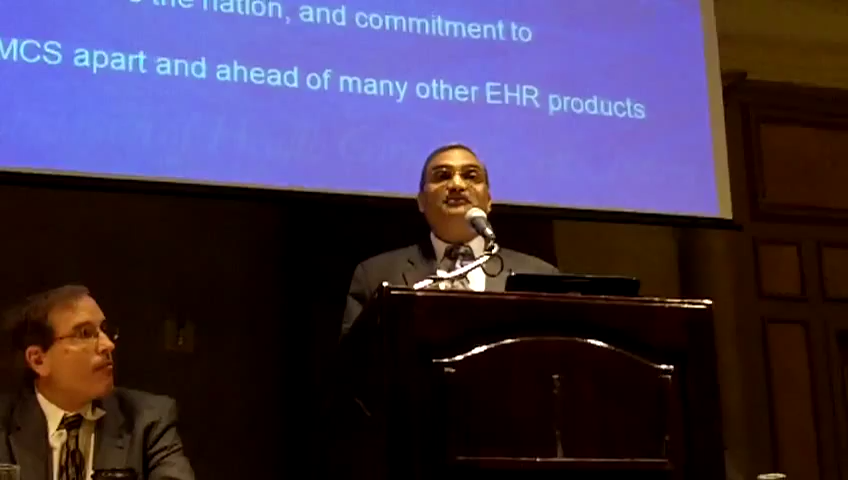 the nation, and commitment to
MCS apart and ahead of many other EHR products